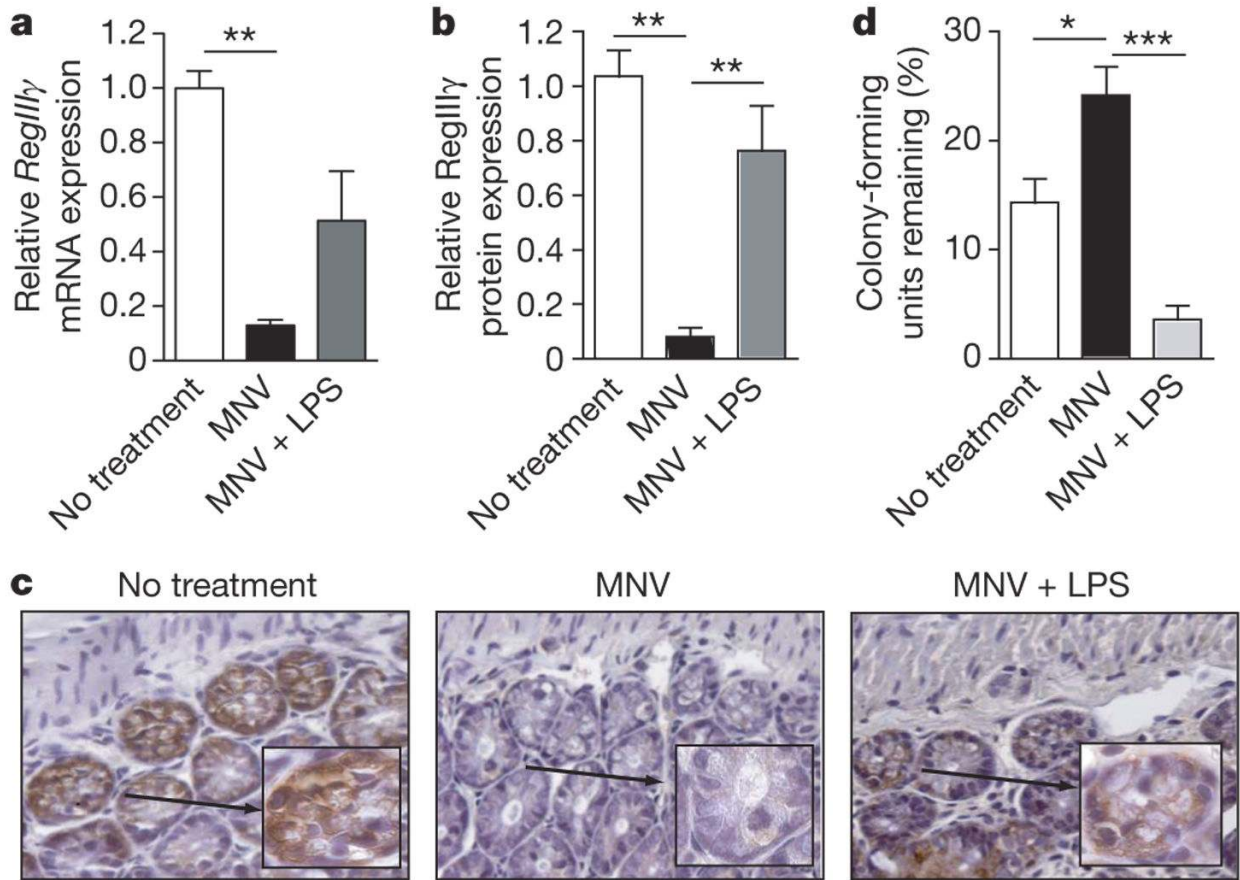 a
Relative RegIIIγ
mRNA expression
1.2
1.0
0.8
0.6
0.4
0.2
0
**
No treatment
MNV
MNV + LPS
b
Relative RegIIIγ
protein expression
1.2
1.0
0.8
0.6
0.4
0.2
0
**
**
No treatment
MNV
MNV + LPS
d
Colony-forming
units remaining (%)
30
20
10
0
*
***
No treatment
MNV
MNV + LPS
c
No treatment
MNV
MNV + LPS